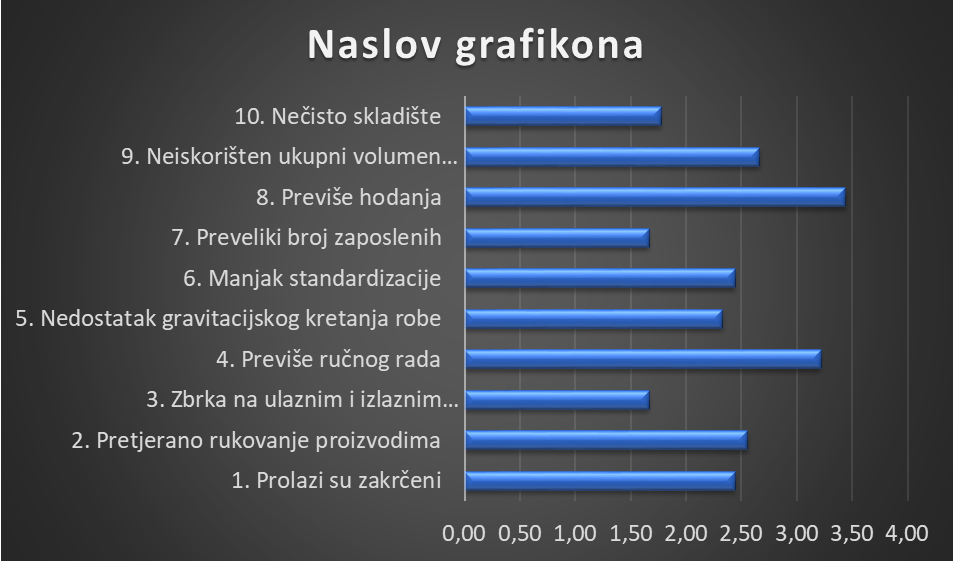 Naslov grafikona
10. Nečisto skladište
9. Neiskorišten ukupni volumen…
8. Previše hodanja
7. Preveliki broj zaposlenih
6. Manjak standardizacije
5. Nedostatak gravitacijskog kretanja robe
4. Previše ručnog rada
3. Zbrka na ulaznim i izlaznim…
2. Pretjerano rukovanje proizvodima
1. Prolazi su zakrčeni
0,00 0,50 1,00 1,50 2,00 2,50 3,00 3,50 4,00